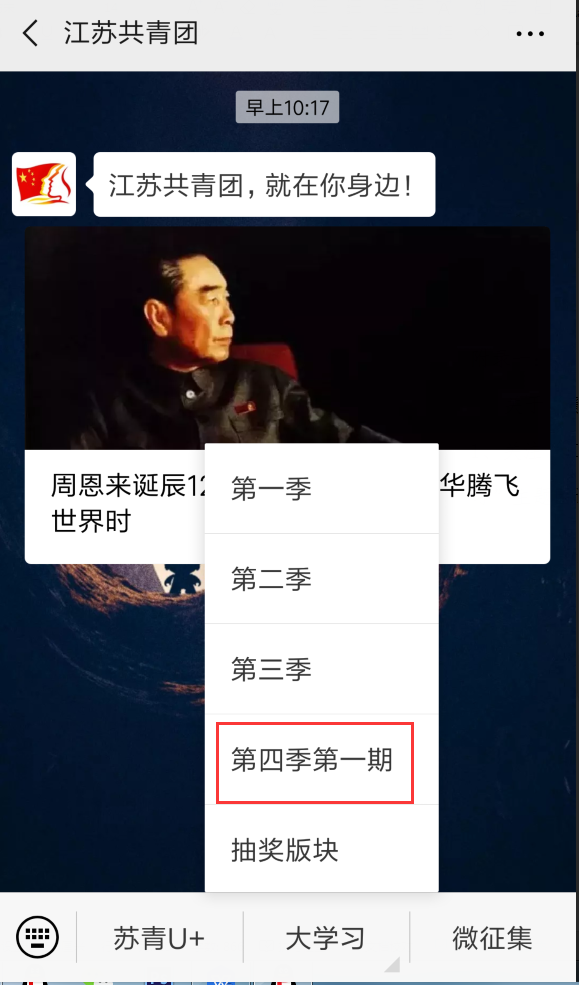 江苏共青团
早上10:17
江苏共青团，就在你身边！
周恩来诞辰12
华腾飞
世界时
第一季
第二季
第三季
第四季第一期
抽奖版块
苏青U+
大学习
微征集